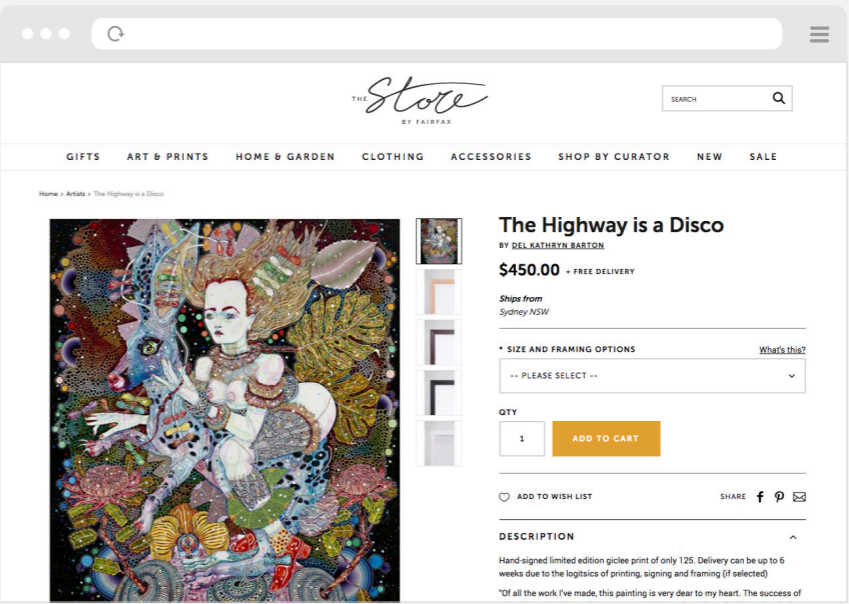 THE Store
BY FAIRFAX
SEARCH
GIFTS ART & PRINTS HOME & GARDEN CLOTHING ACCESSORIES SHOP BY CURATOR NEW SALE
Home > Artists > The Highway is a Disco
The Highway is a Disco
BY DEL KATHRYN BARTON
$450.00 + FREE DELIVERY
Ships from
Sydney NSW
* SIZE AND FRAMING OPTIONS What's this?
-- PLEASE SELECT --
QTY
1 ADD TO CART
ADD TO WISH LIST SHARE
DESCRIPTION
Hand-signed limited edition giclee print of only 125. Delivery can be up to 6
weeks due to the logitsics of printing, signing and framing (if selected)
"Of all the work I've made, this painting is very dear to my heart. The success of